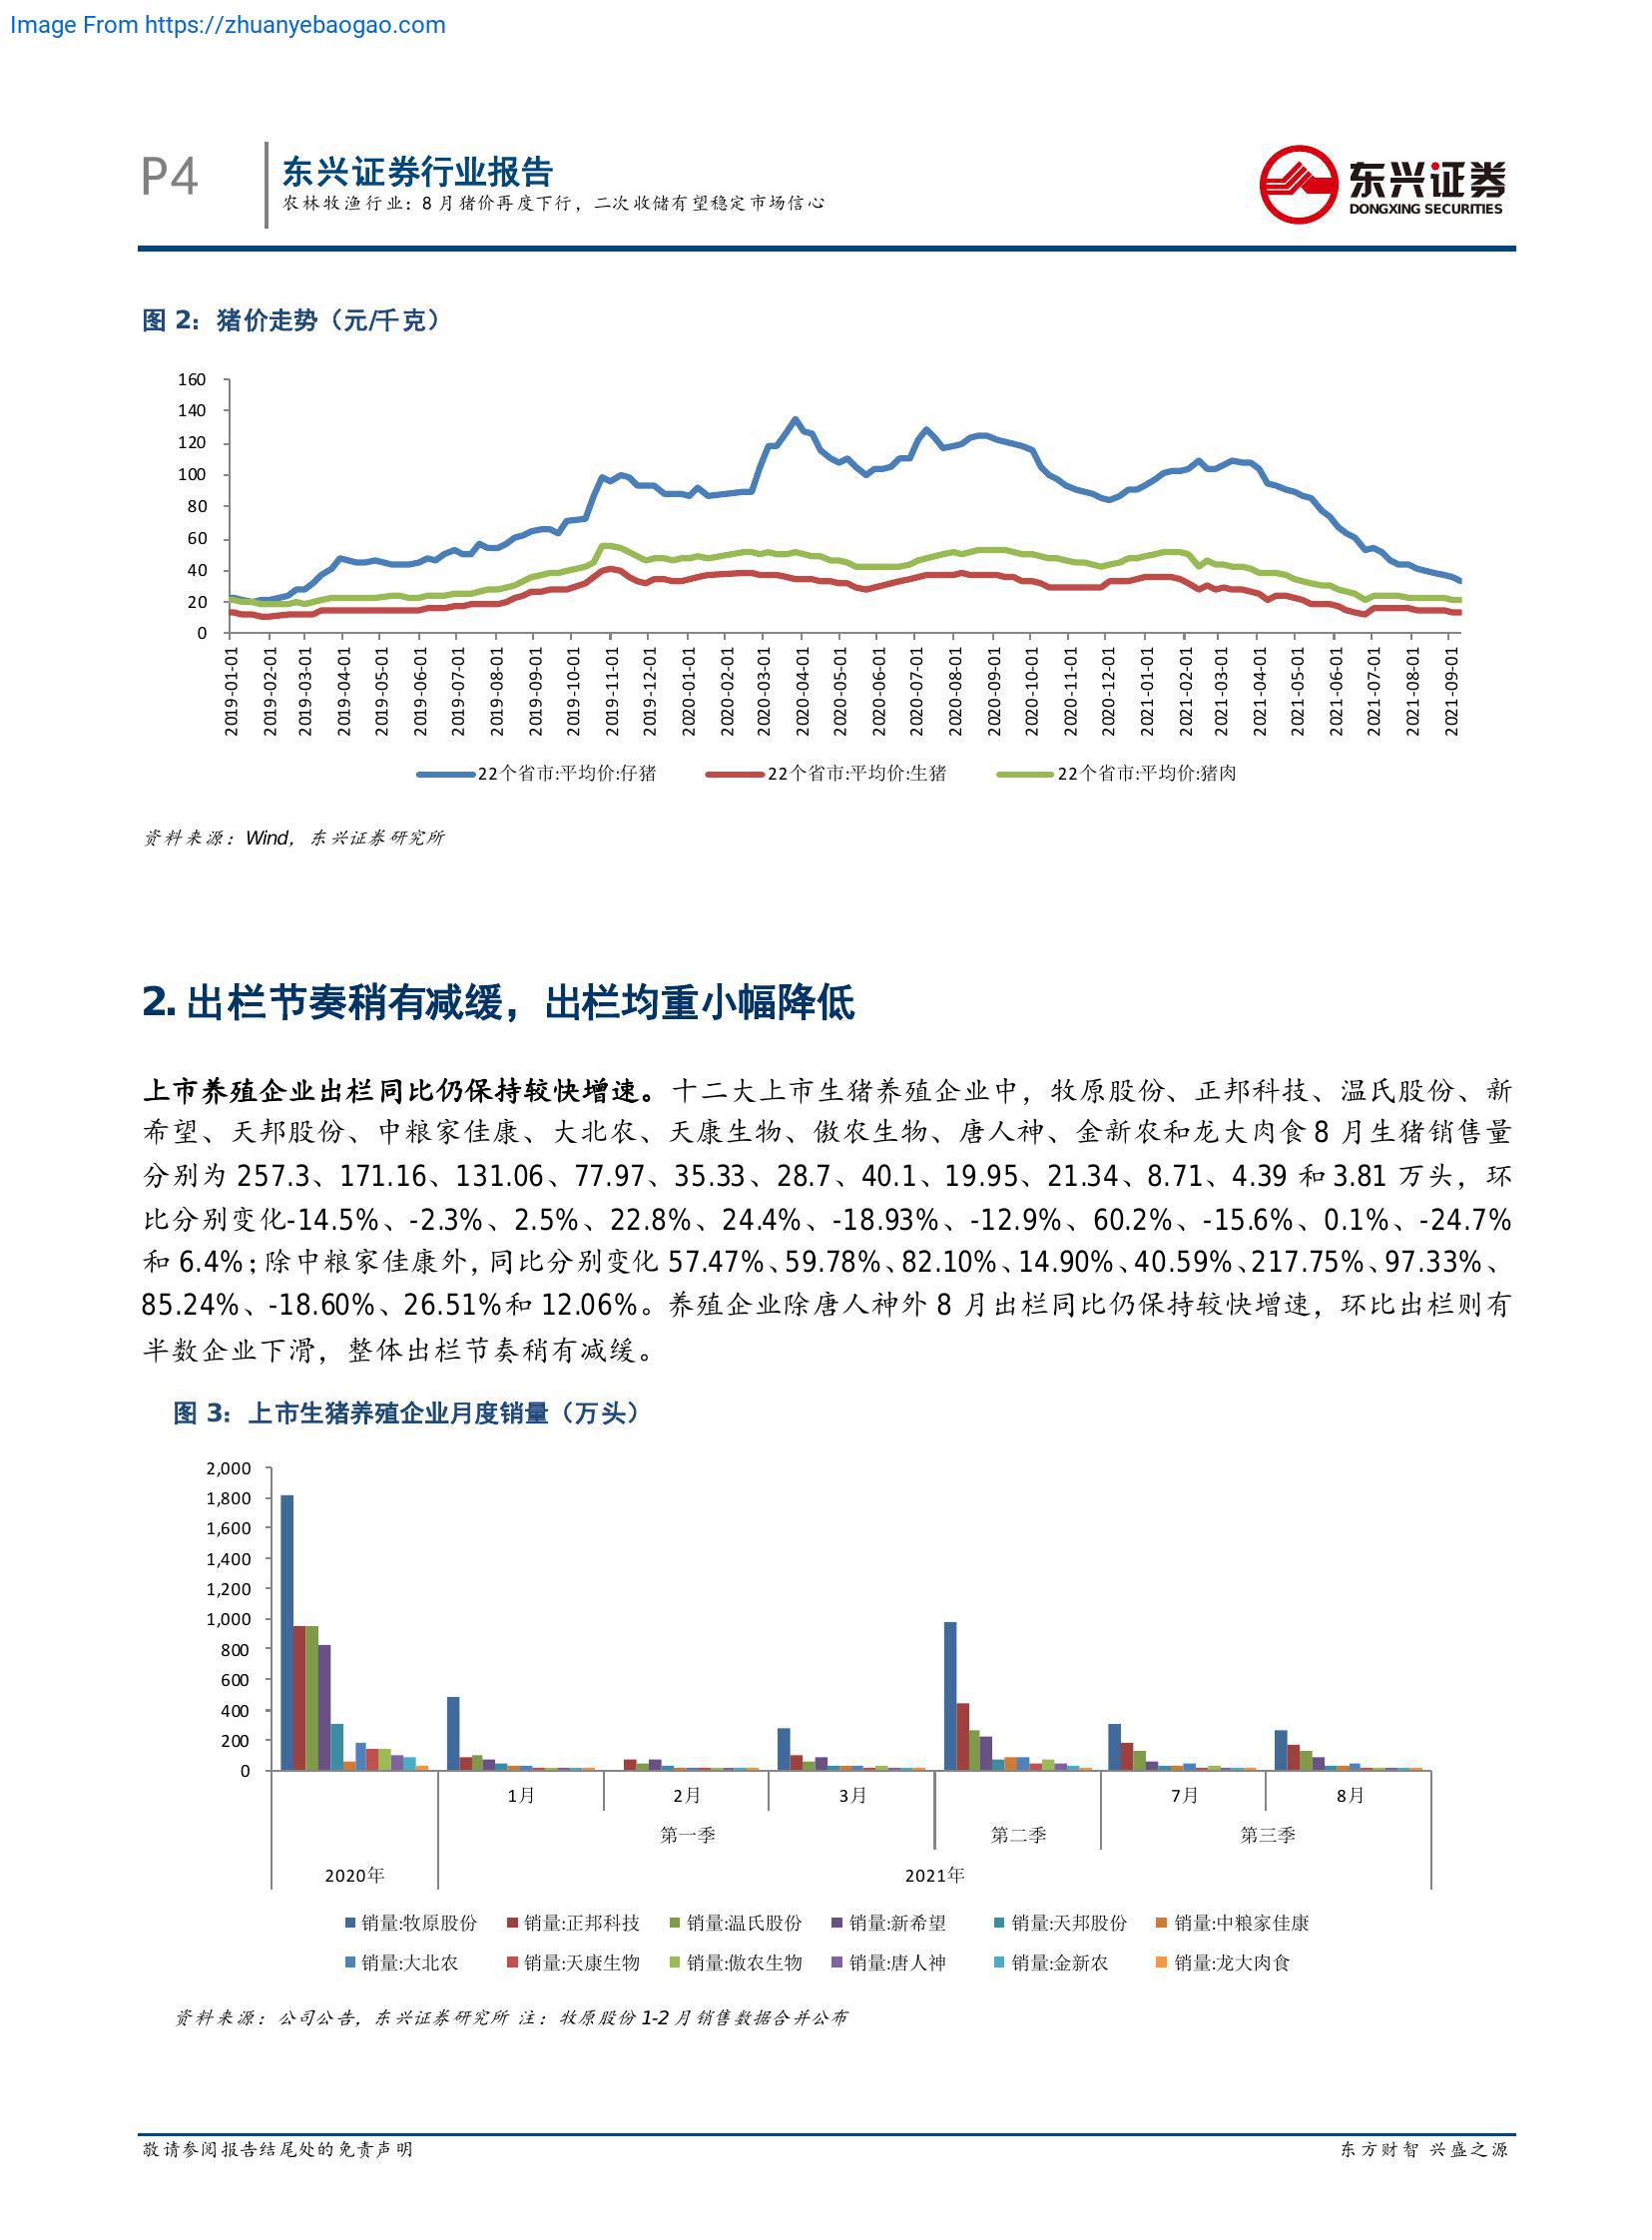 Image From https://zhuanyebaogao.com
P4
东兴证券行业报告
农林牧渔行业：8 月猪价再度下行，二次收储有望稳定市场信心
东兴证券
DONGXING SECURITIES
图 2：猪价走势（元/千克）
160
140
120
100
80
60
40
20
0
2019-01-01
2019-02-01
2019-03-01
2019-04-01
2019-05-01
2019-06-01
2019-07-01
2019-08-01
2019-09-01
2019-10-01
2019-11-01
2019-12-01
2020-01-01
2020-02-01
2020-03-01
2020-04-01
2020-05-01
2020-06-01
2020-07-01
2020-08-01
2020-09-01
2020-10-01
2020-11-01
2020-12-01
2021-01-01
2021-02-01
2021-03-01
2021-04-01
2021-05-01
2021-06-01
2021-07-01
2021-08-01
2021-09-01
22个省市:平均价:仔猪 22个省市:平均价:生猪 22个省市:平均价:猪肉
资料来源：Wind，东兴证券研究所
2. 出栏节奏稍有减缓，出栏均重小幅降低
上市养殖企业出栏同比仍保持较快增速。十二大上市生猪养殖企业中，牧原股份、正邦科技、温氏股份、新
希望、天邦股份、中粮家佳康、大北农、天康生物、傲农生物、唐人神、金新农和龙大肉食 8 月生猪销售量
分别为 257.3、171.16、131.06、77.97、35.33、28.7、40.1、19.95、21.34、8.71、4.39 和 3.81 万头，环
比分别变化-14.5%、-2.3%、2.5%、22.8%、24.4%、-18.93%、-12.9%、60.2%、-15.6%、0.1%、-24.7%
和 6.4%；除中粮家佳康外，同比分别变化 57.47%、59.78%、82.10%、14.90%、40.59%、217.75%、97.33%、
85.24%、-18.60%、26.51%和 12.06%。养殖企业除唐人神外 8 月出栏同比仍保持较快增速，环比出栏则有
半数企业下滑，整体出栏节奏稍有减缓。
图 3：上市生猪养殖企业月度销量（万头）
2,000
1,800
1,600
1,400
1,200
1,000
800
600
400
200
0
1月 2月 3月 7月 8月
第一季 第二季 第三季
2020年 2021年
销量:牧原股份 销量:正邦科技 销量:温氏股份 销量:新希望 销量:天邦股份 销量:中粮家佳康
销量:大北农 销量:天康生物 销量:傲农生物 销量:唐人神 销量:金新农 销量:龙大肉食
资料来源：公司公告，东兴证券研究所 注：牧原股份 1-2 月销售数据合并公布
敬请参阅报告结尾处的免责声明 东方财智 兴盛之源